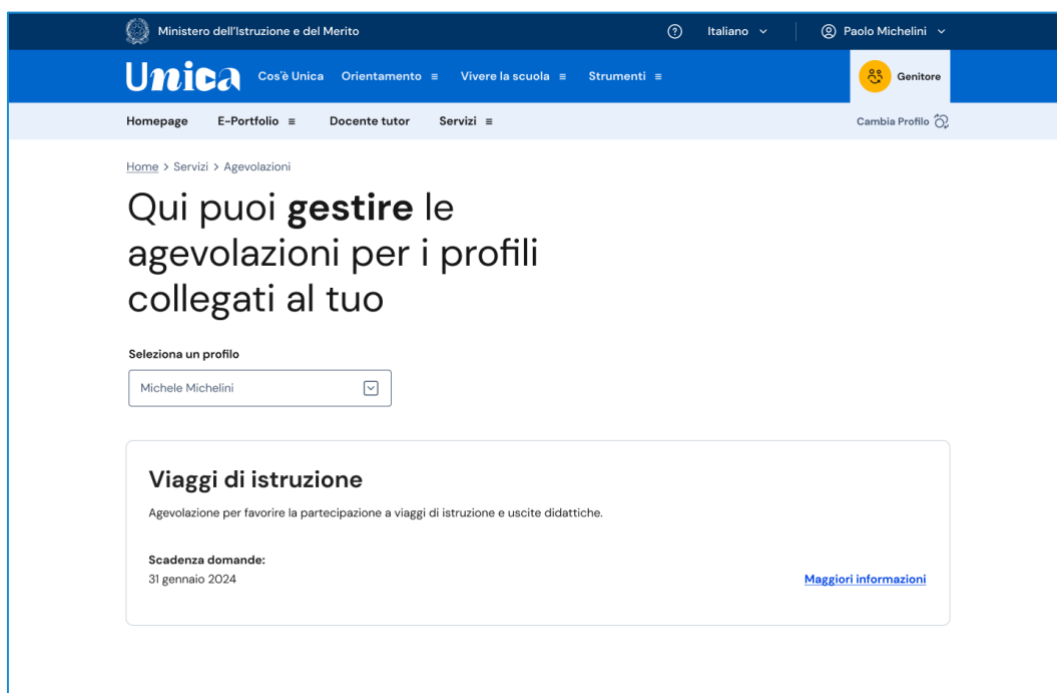 Ministero dell'Istruzione e del Merito
Italiano
Paolo Michelini
Unica
Cos'è Unica
Orientamento
Vivere la scuola
Strumenti
Genitore
Homepage
E-Portfolio
Docente tutor
Servizi
Cambia Profilo
Home > Servizi > Agevolazioni
Qui puoi gestire le
agevolazioni per i profili
collegati al tuo
Seleziona un profilo
Michele Michelini
Viaggi di istruzione
Agevolazione per favorire la partecipazione a viaggi di istruzione e uscite didattiche.
Scadenza domande:
31 gennaio 2024
Maggiori informazioni